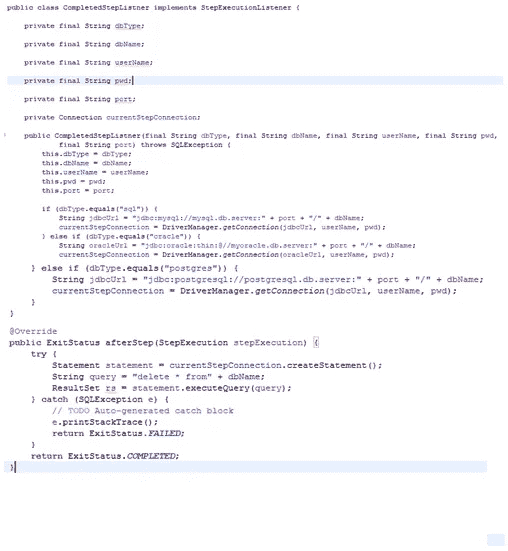 public class CompletedStepListner implements StepExecutionListener {
private final String dbType;
private final String dbName;
private final String userName;
private final String pwd;
private final String port;
private Connection currentStepConnection;
public CompletedStepListner(final String dbType, final String dbName, final String userName, final String pwd,
final String port) throws SQLException {
this.dbType = dbType;
this.dbName = dbName;
this.userName = userName;
this.pwd = pwd;
this.port = port;
if (dbType.equals("sql")) {
String jdbcUrl = "jdbc:mysql://mysql.db.server:" + port + "/" + dbName;
currentStepConnection = DriverManager.getConnection(jdbcUrl, userName, pwd);
} else if (dbType.equals("oracle")) {
String oracleUrl = "jdbc:oracle:thin:@//myoracle.db.server:" + port + "/" + dbName;
currentStepConnection = DriverManager.getConnection(oracleUrl, userName, pwd);
} else if (dbType.equals("postgres")) {
String jdbcUrl = "jdbc:postgresql://postgresql.db.server:" + port + "/" + dbName;
currentStepConnection = DriverManager.getConnection(jdbcUrl, userName, pwd);
}
}
@Override
public ExitStatus afterStep(StepExecution stepExecution) {
try {
Statement statement = currentStepConnection.createStatement();
String query = "delete * from" + dbName;
ResultSet rs = statement.executeQuery(query);
} catch (SQLException e) {
// TODO Auto-generated catch block
e.printStackTrace();
return ExitStatus.FAILED;
}
return ExitStatus.COMPLETED;
}